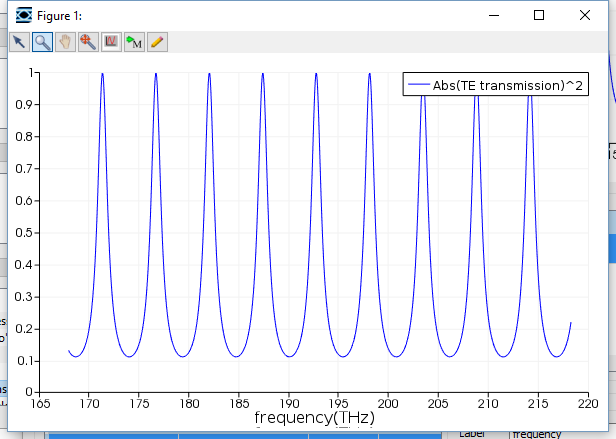 Figure 1:
M
Abs(TE transmission)^2
1
0.9
0.8
0.7
0.6
0.5
0.4
0.3
0.2
0.1
0
165 170 175 180 185 190 195 200 205 210 215 220
frequency(THz)
Label frequency